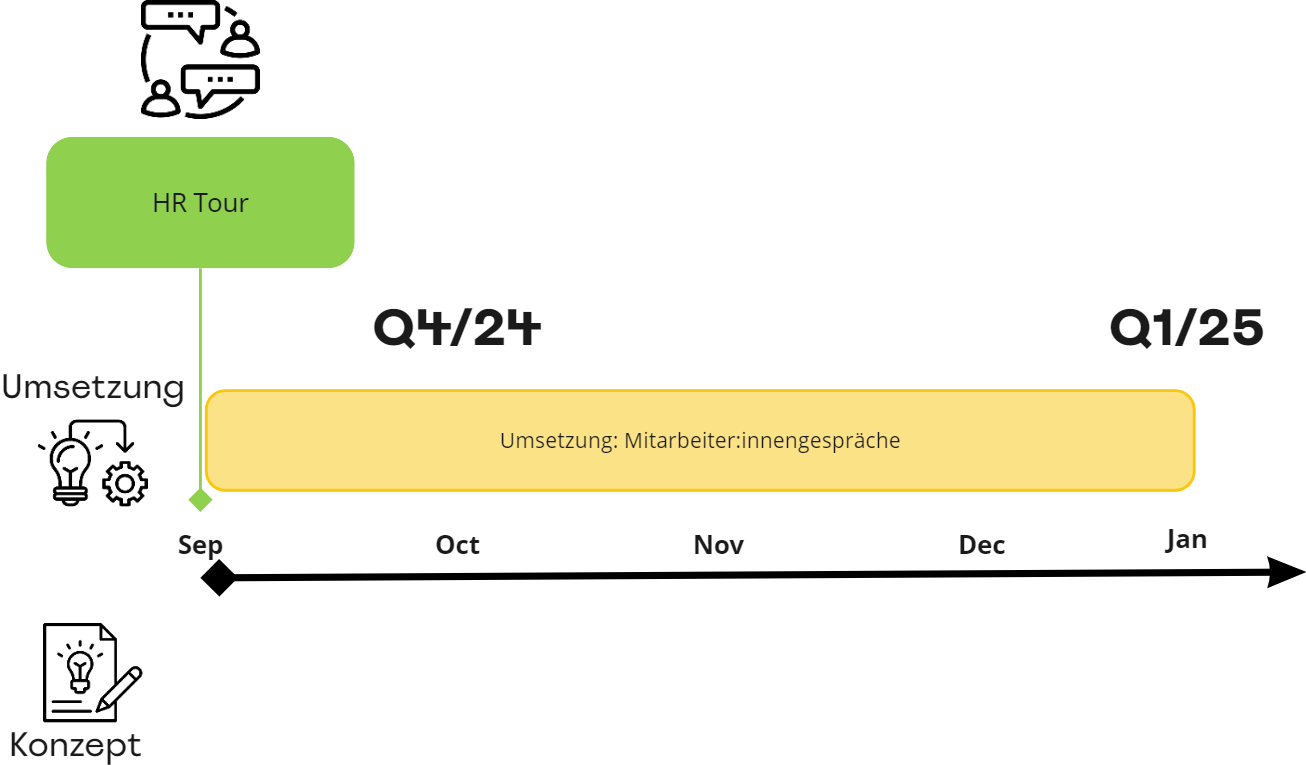 HR Tour
Q4/24
Q1/25
Umsetzung
Umsetzung: Mitarbeiter:innengespräche
Sep
Oct
Nov
Dec
Jan
Konzept